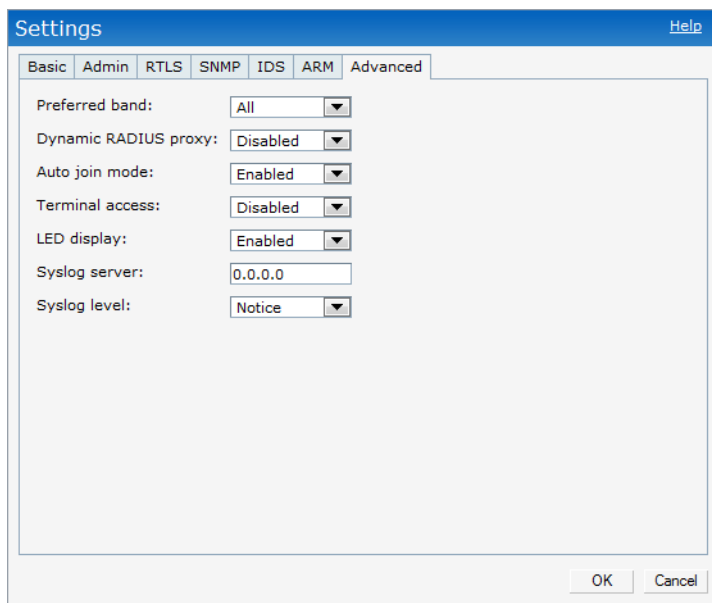 Settings Help
Basic Admin RTLS SNMP IDS ARM Advanced
Preferred band: All
Dynamic RADIUS proxy: Disabled
Auto join mode: Enabled
Terminal access: Disabled
LED display: Enabled
Syslog server: 0.0.0.0
Syslog level: Notice
OK Cancel